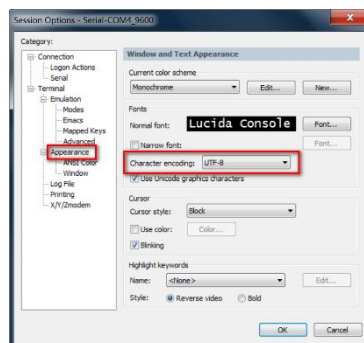 Session Options - Serial-COM4_9600
Category:
Connection
Logon Actions
Serial
Terminal
Emulation
Modes
Emacs
Mapped Keys
Advanced
Appearance
ANSI Color
Window
Log File
Printing
X/Y/Zmodem
Window and Text Appearance
Current color scheme
Monochrome
Edit...
New...
Fonts
Normal font:
Lucida Console
Font...
Narrow font:
Font...
Character encoding:
UTF-8
Use Unicode graphics characters
Cursor
Cursor style:
Block
Use color:
Color...
Blinking
Highlight keywords
Name:
<None>
Edit...
Style:
Reverse video
Bold
OK
Cancel